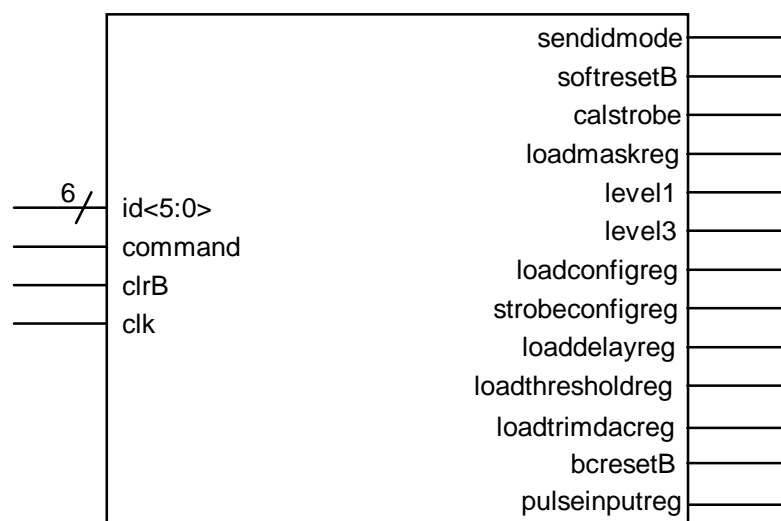 sendidmode
softresetB
calstrobe
loadmaskreg
level1
level3
loadconfigreg
strobeconfigreg
loaddelayreg
loadthresholdreg
loadtrimdacreg
bcresetB
pulseinputreg
6
id<5:0>
command
clrB
clk